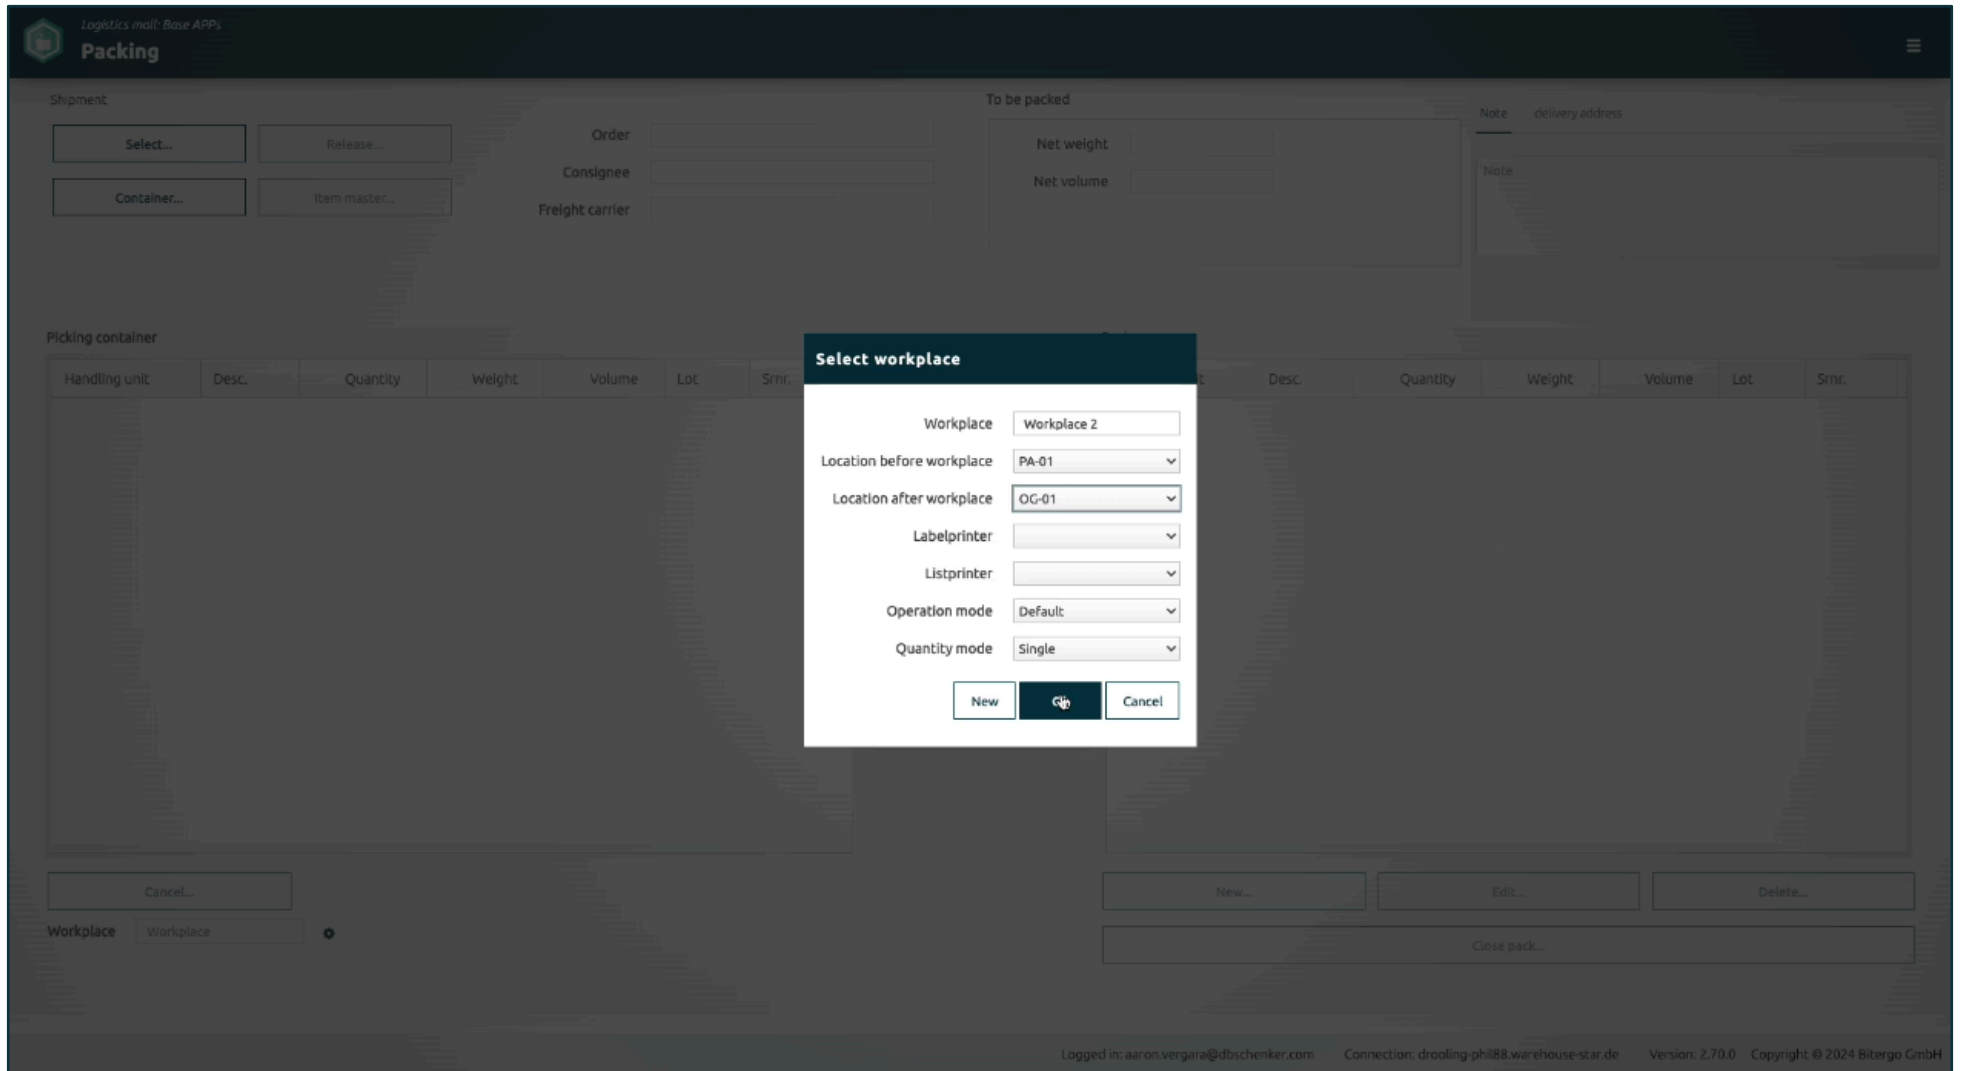 Logistics mall: Base APPs
Packing
Shipment
Select...
Release...
Container...
Item master...
Order
Consignee
Freight carrier
To be packed
Net weight
Net volume
Note
delivery address
Note
Picking container
Handling unit Desc. Quantity Weight Volume Lot Srnr.
Desc. Quantity Weight Volume Lot Srnr.
Select workplace
Workplace Workplace 2
Location before workplace PA-01
Location after workplace OG-01
Labelprinter
Listprinter
Operation mode Default
Quantity mode Single
New
Cancel
Cancel...
Workplace Workplace
New... Edit... Delete...
Close pack...
Logged in: aaron.vergara@dbschenker.com Connection: drooling-phil88.warehouse-star.de Version: 2.70.0 Copyright © 2024 Bitergo GmbH